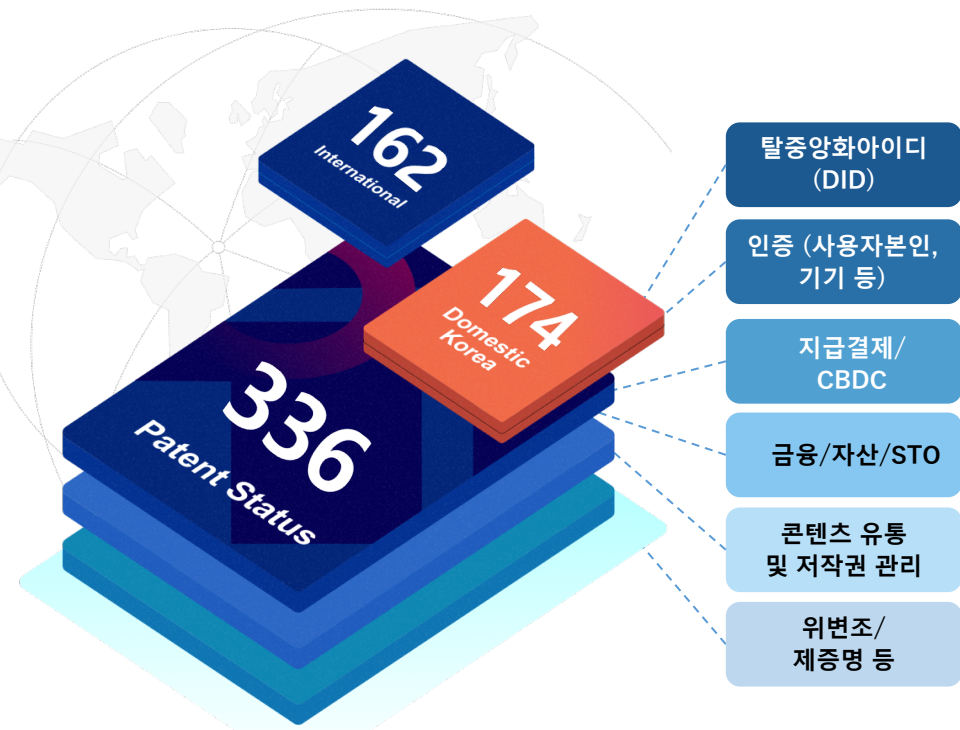 162
International
174
Domestic
Korea
336
Patent Status
탈중앙화아이디
(DID)
인증 (사용자본인,
기기 등)
지급결제/
CBDC
금융/자산/STO
콘텐츠 유통
및 저작권 관리
위변조/
제증명 등